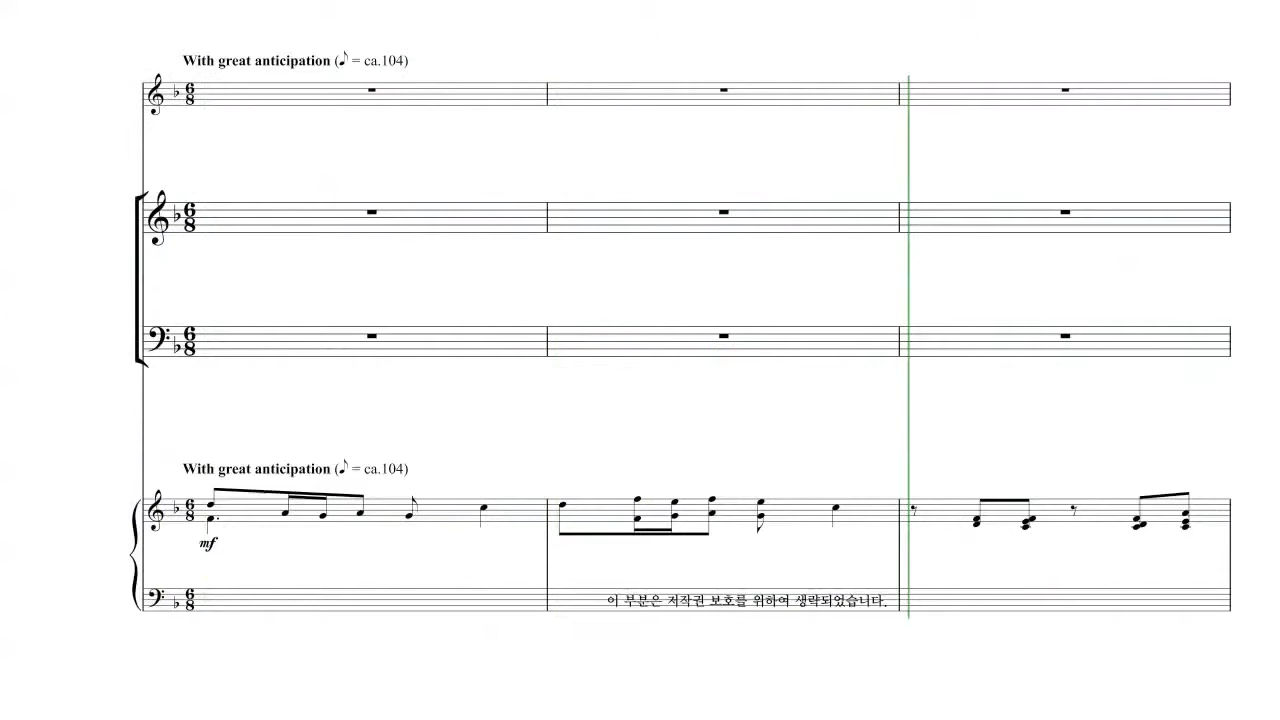 With great anticipation (♪ = ca.104)
With great anticipation (♪ = ca.104)
mf
이 부분은 저작권 보호를 위하여 생략되었습니다.